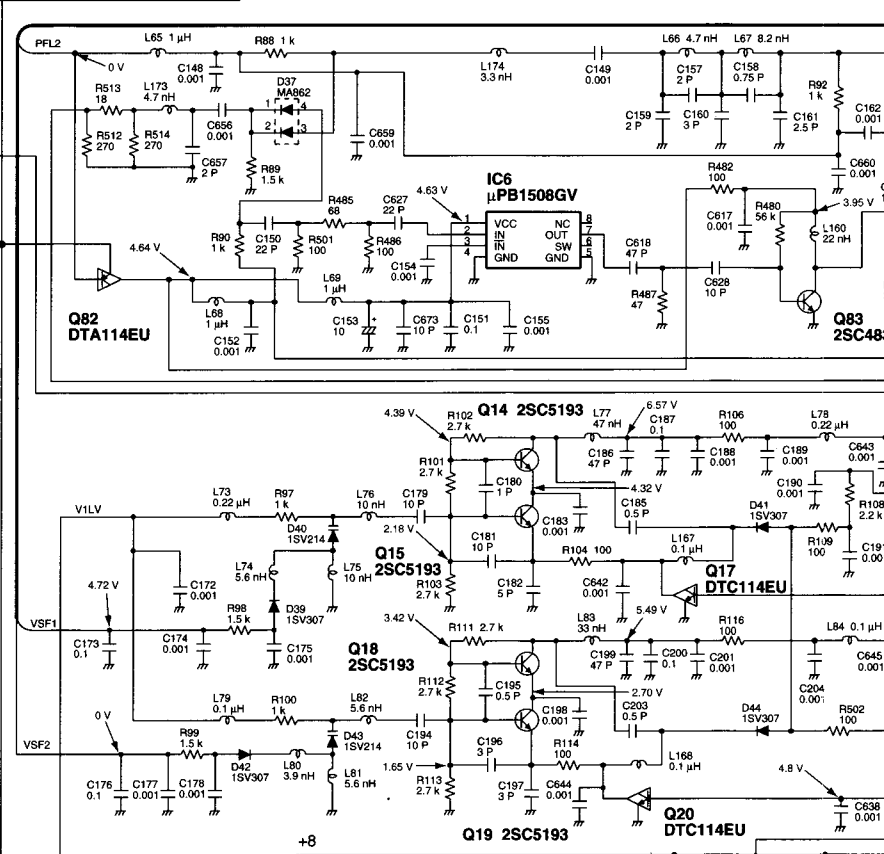 PFL2
L65 1 µH
R88 1 k
L174
3.3 nH
C149
0.001
L66 4.7 nH
L67 8.2 nH
C157
2 P
C158
0.75 P
R92
1 k
C162
0.001
0 V
C148
0.001
R513
18
L173
4.7 nH
D37
MA862
1
4
2
3
C656
0.001
C659
0.001
C159
2 P
C160
3 P
C161
2.5 P
R512
270
R514
270
C657
2 P
R89
1.5 k
C660
0.001
R482
100
IC6
µPB1508GV
4.63 V
R485
68
C627
22 P
1
VCC
NC
8
2
IN
OUT
7
3
IN
SW
6
4
GND
GND
5
C617
0.001
R480
56 k
3.95 V
L160
22 nH
R90
1 k
C150
22 P
R501
100
R486
100
C154
0.001
C618
47 P
C628
10 P
R487
47
4.64 V
L69
1 µH
L68
1 µH
Q82
DTA114EU
C152
0.001
C153
10
+
C673
10 P
C151
0.1
C155
0.001
Q83
2SC483
4.39 V
R102
2.7 k
Q14 2SC5193
L77
47 nH
6.57 V
C187
0.1
R106
100
L78
0.22 µH
R101
2.7 k
C186
47 P
C188
0.001
C189
0.001
C643
0.001
C180
1 P
4.32 V
C190
0.001
R108
2.2 k
V1LV
L73
0.22 µH
R97
1 k
L76
10 nH
C179
10 P
C185
0.5 P
D41
1SV307
D40
1SV214
2.18 V
C183
0.001
C181
10 P
R109
100
Q15
2SC5193
R104 100
L167
0.1 µH
C191
0.001
L74
5.6 nH
L75
10 nH
Q17
DTC114EU
4.72 V
C172
0.001
R103
2.7 k
C182
5 P
C642
0.001
VSF1
R98
1.5 k
D39
1SV307
C173
0.1
C174
0.001
C175
0.001
3.42 V
R111 2.7 k
L83
33 nH
5.49 V
R116
100
L84 0.1 µH
Q18
2SC5193
C199
47 P
C200
0.1
C201
0.001
C645
0.001
R112
2.7 k
C195
0.5 P
2.70 V
C204
0.001
L79
0.1 µH
R100
1 k
L82
5.6 nH
C198
0.001
C203
0.5 P
D44
1SV307
R502
100
0 V
C194
10 P
VSF2
R99
1.5 k
D43
1SV214
C196
3 P
R114
100
D42
1SV307
L80
3.9 nH
L81
5.6 nH
1.65 V
L168
0.1 µH
4.8 V
C176
0.1
C177
0.001
C178
0.001
R113
2.7 k
C197
3 P
C644
0.001
Q20
DTC114EU
C638
0.001
+8
Q19 2SC5193